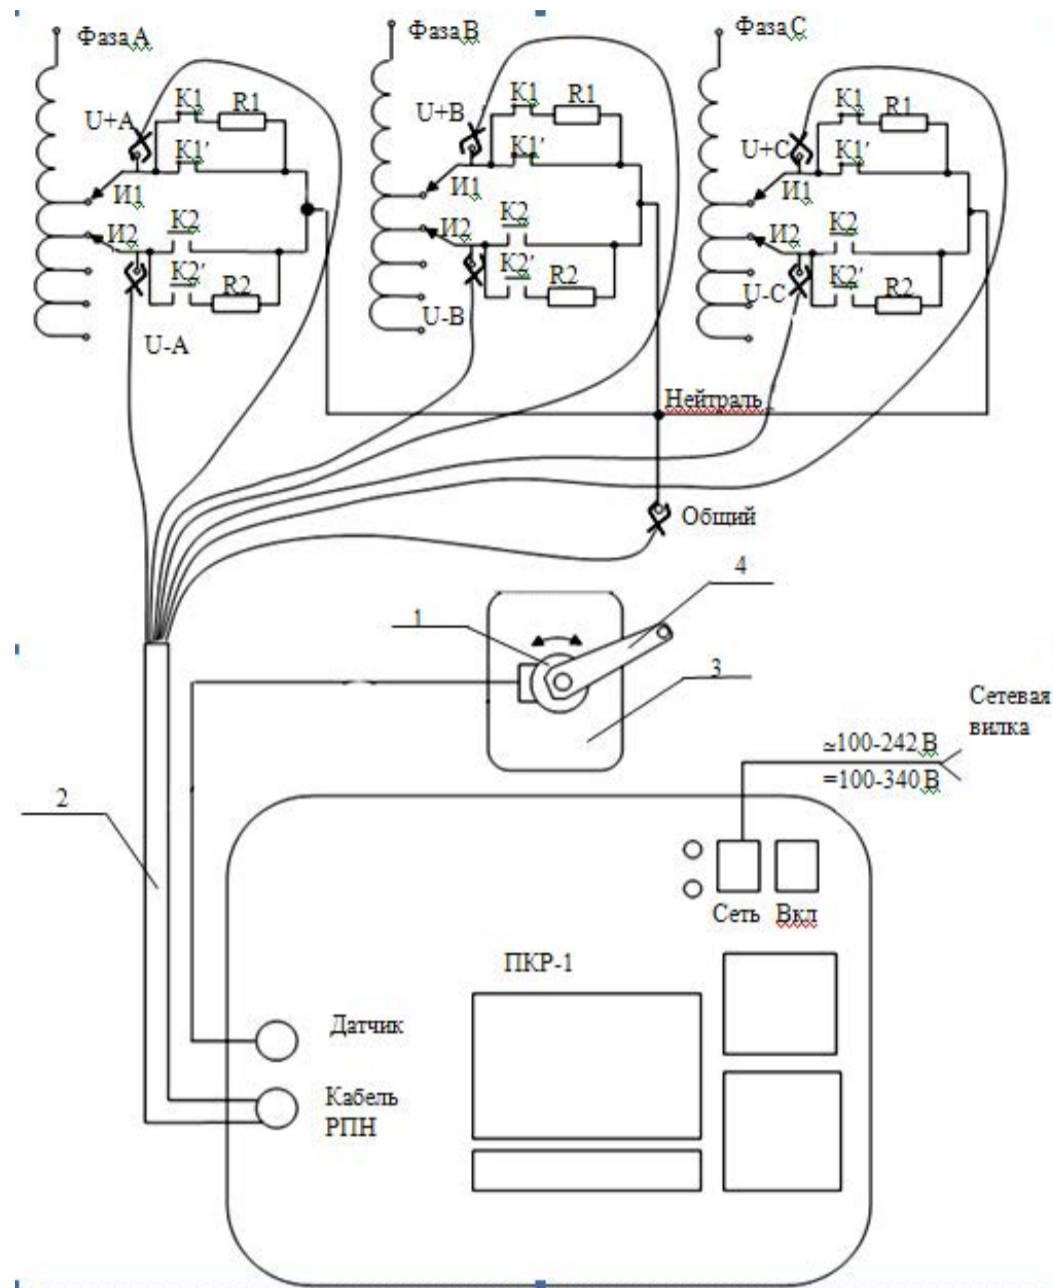 Фаза А
Фаза В
Фаза С
К1
R1
U+А
К1′
И1
К2
И2
К2′
R2
U-А
К1
R1
U+В
К1′
И1
К2
И2
К2′
R2
U-В
К1
R1
U+С
К1′
И1
К2
И2
К2′
R2
U-С
Нейтраль
Общий
4
1
3
Сетевая
вилка
≃100-242 В
=100-340 В
2
Сеть Вкл
ПКР-1
Датчик
Кабель
РПН